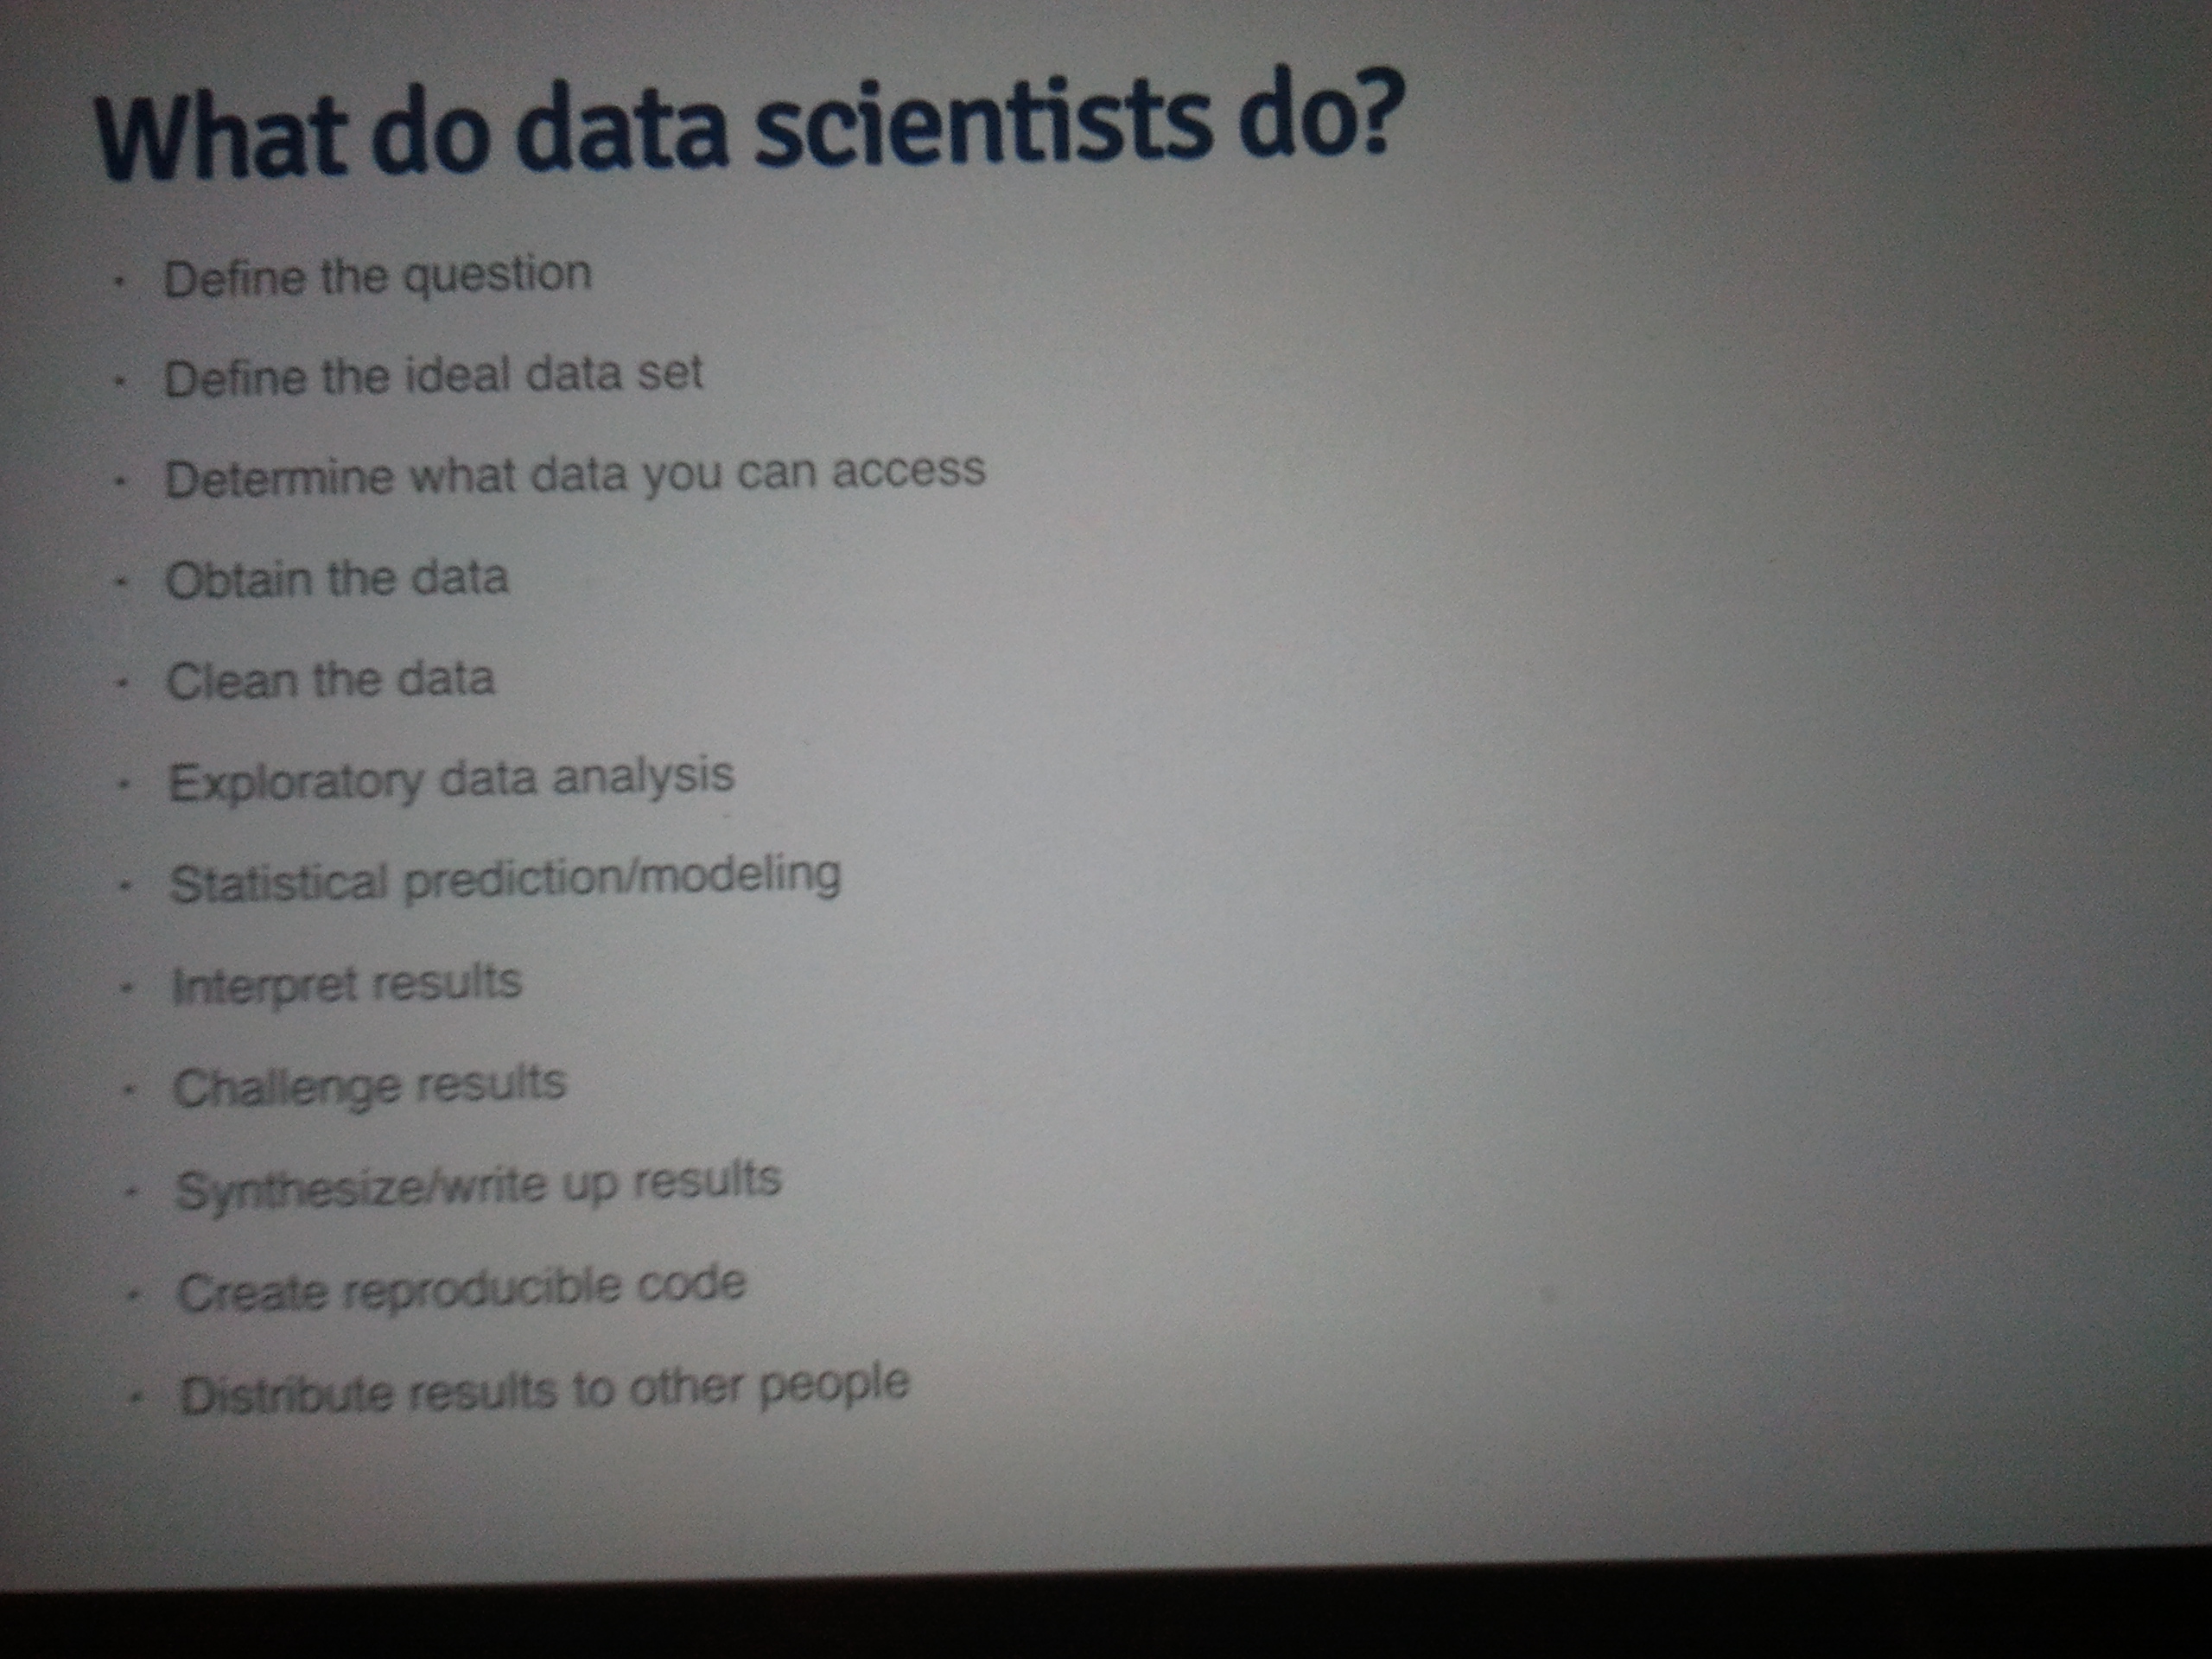 What do data scientists do?
· Define the question
· Define the ideal data set
· Determine what data you can access
· Obtain the data
· Clean the data
· Exploratory data analysis
· Statistical prediction/modeling
· Interpret results
· Challenge results
· Synthesize/write up results
· Create reproducible code
· Distribute results to other people